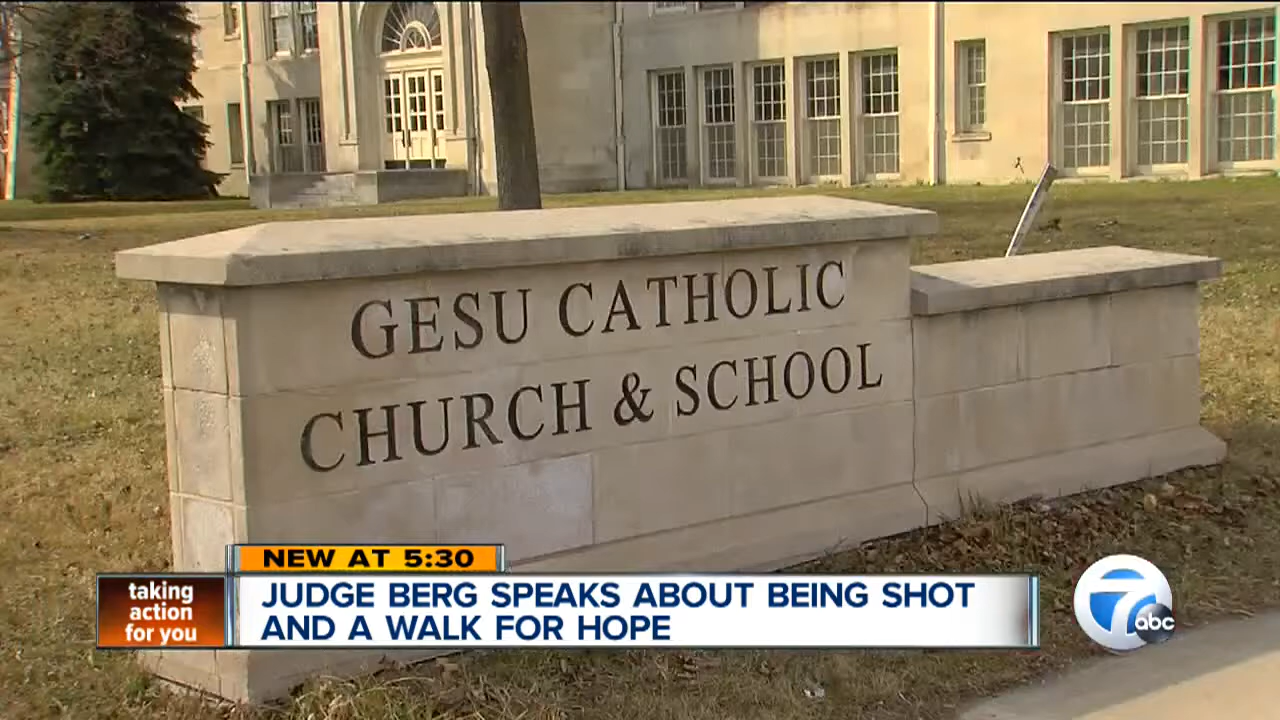 GESU CATHOLIC
CHURCH & SCHOOL
NEW AT 5:30
taking
action
for you
JUDGE BERG SPEAKS ABOUT BEING SHOT
AND A WALK FOR HOPE
7
abc